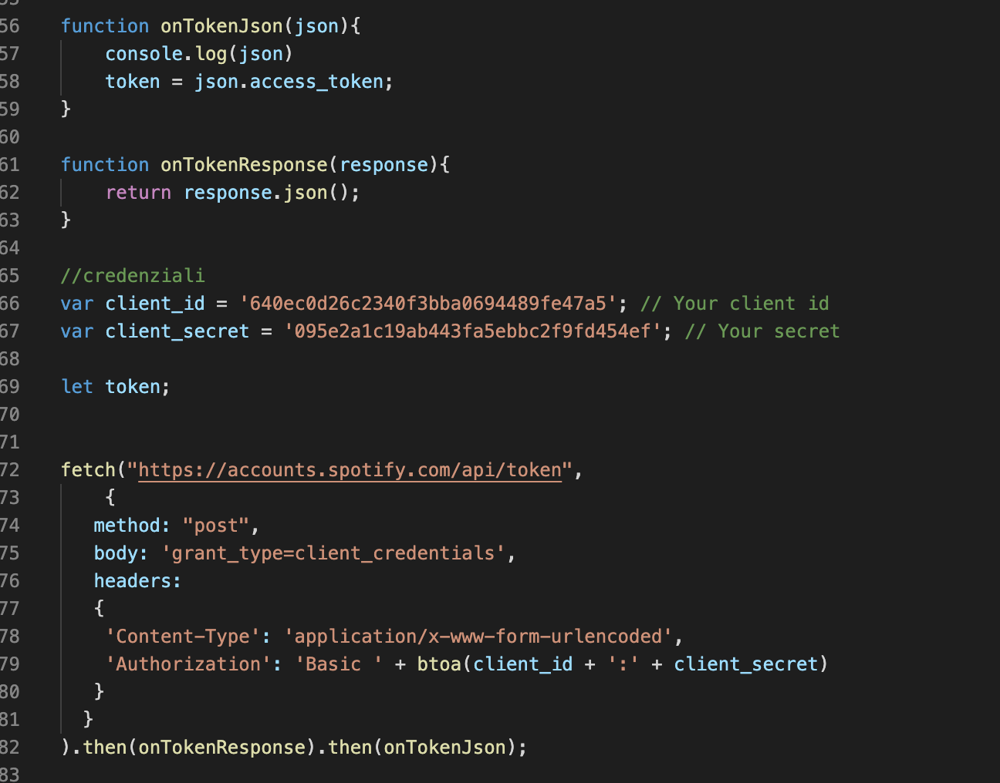 55
56 function onTokenJson(json){
57 console.log(json)
58 token = json.access_token;
59 }
60
61 function onTokenResponse(response){
62 return response.json();
63 }
64
65 //credenziali
66 var client_id = '640ec0d26c2340f3bba0694489fe47a5'; // Your client id
67 var client_secret = '095e2a1c19ab443fa5ebbc2f9fd454ef'; // Your secret
68
69 let token;
70
71
72 fetch("https://accounts.spotify.com/api/token",
73 {
74 method: "post",
75 body: 'grant_type=client_credentials',
76 headers:
77 {
78 'Content-Type': 'application/x-www-form-urlencoded',
79 'Authorization': 'Basic ' + btoa(client_id + ':' + client_secret)
80 }
81 }
82 ).then(onTokenResponse).then(onTokenJson);
83